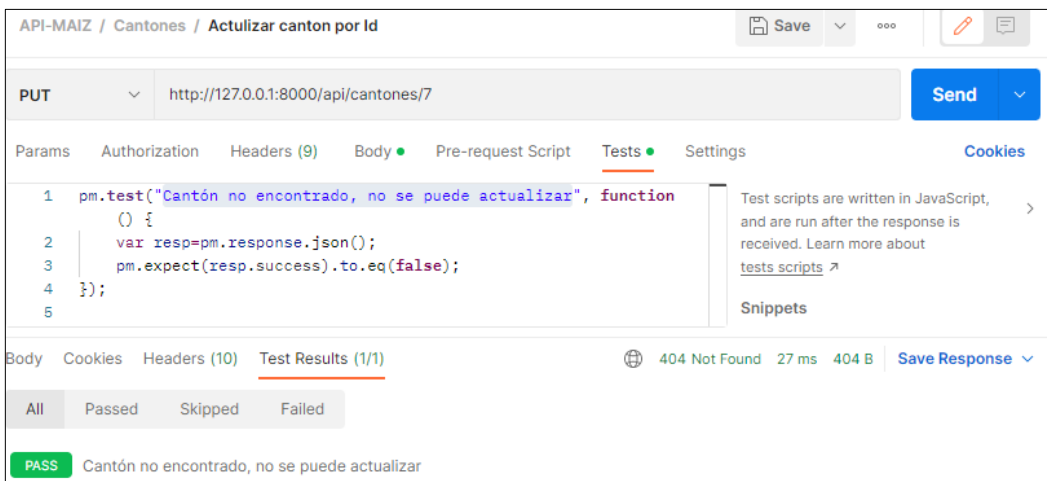 API-MAIZ / Cantones / Actulizar canton por Id
Save
PUT
http://127.0.0.1:8000/api/cantones/7
Send
Params Authorization Headers (9) Body Pre-request Script Tests Settings Cookies
1 pm.test("Cantón no encontrado, no se puede actualizar", function
() {
2 var resp=pm.response.json();
3 pm.expect(resp.success).to.eq(false);
4 });
5
Test scripts are written in JavaScript,
and are run after the response is
received. Learn more about
tests scripts
Snippets
Body Cookies Headers (10) Test Results (1/1) 404 Not Found 27 ms 404 B Save Response
All Passed Skipped Failed
PASS Cantón no encontrado, no se puede actualizar